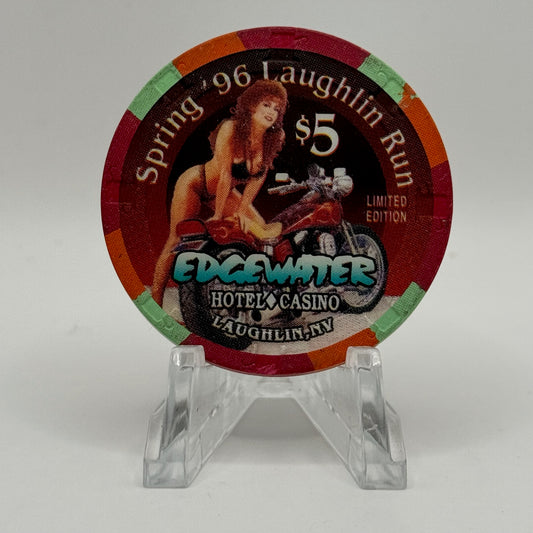 Spring '96 Laughlin Run
$5
LIMITED
EDITION
EDGEWATER
HOTEL♦CASINO
LAUGHLIN, NV